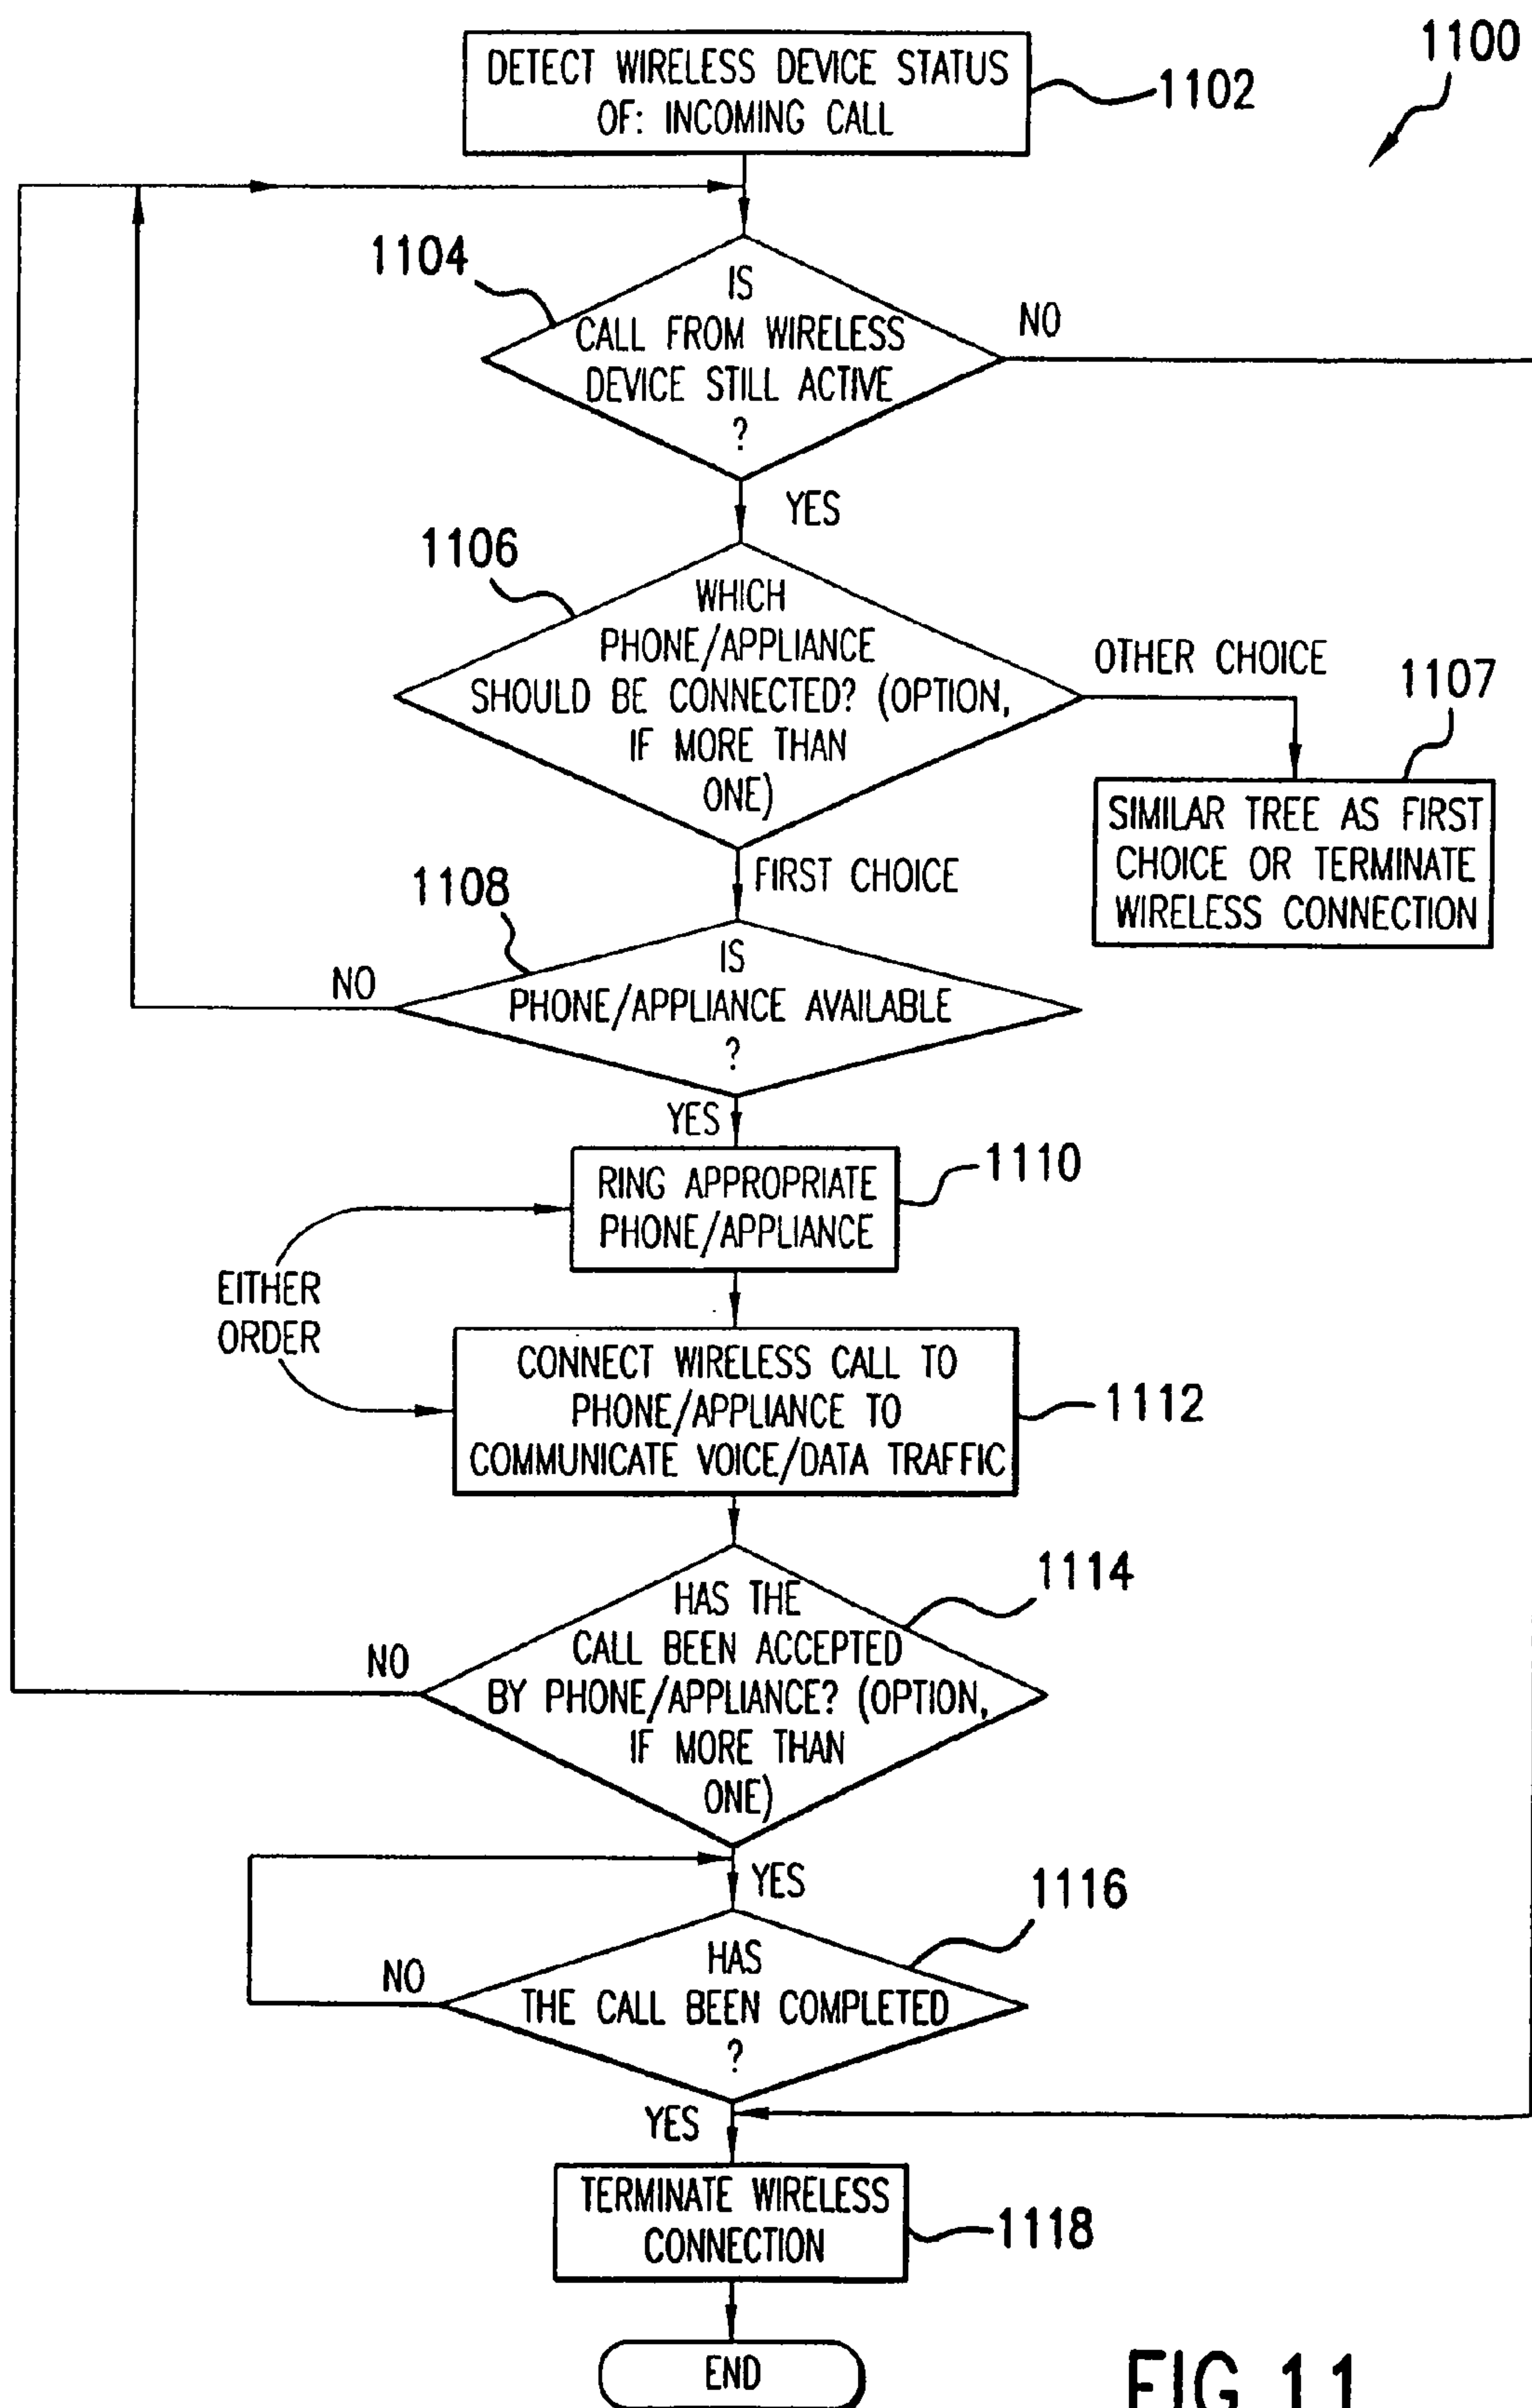 1100
DETECT WIRELESS DEVICE STATUS
OF: INCOMING CALL
1102
1104
IS
CALL FROM WIRELESS
DEVICE STILL ACTIVE
?
NO
YES
1106
WHICH
PHONE/APPLIANCE
SHOULD BE CONNECTED? (OPTION,
IF MORE THAN
ONE)
OTHER CHOICE
1107
SIMILAR TREE AS FIRST
CHOICE OR TERMINATE
WIRELESS CONNECTION
FIRST CHOICE
1108
IS
PHONE/APPLIANCE AVAILABLE
?
NO
YES
RING APPROPRIATE
PHONE/APPLIANCE
1110
EITHER
ORDER
CONNECT WIRELESS CALL TO
PHONE/APPLIANCE TO
COMMUNICATE VOICE/DATA TRAFFIC
1112
HAS THE
CALL BEEN ACCEPTED
BY PHONE/APPLIANCE? (OPTION,
IF MORE THAN
ONE)
1114
NO
YES
1116
HAS
THE CALL BEEN COMPLETED
?
NO
YES
TERMINATE WIRELESS
CONNECTION
1118
END
FIG.11